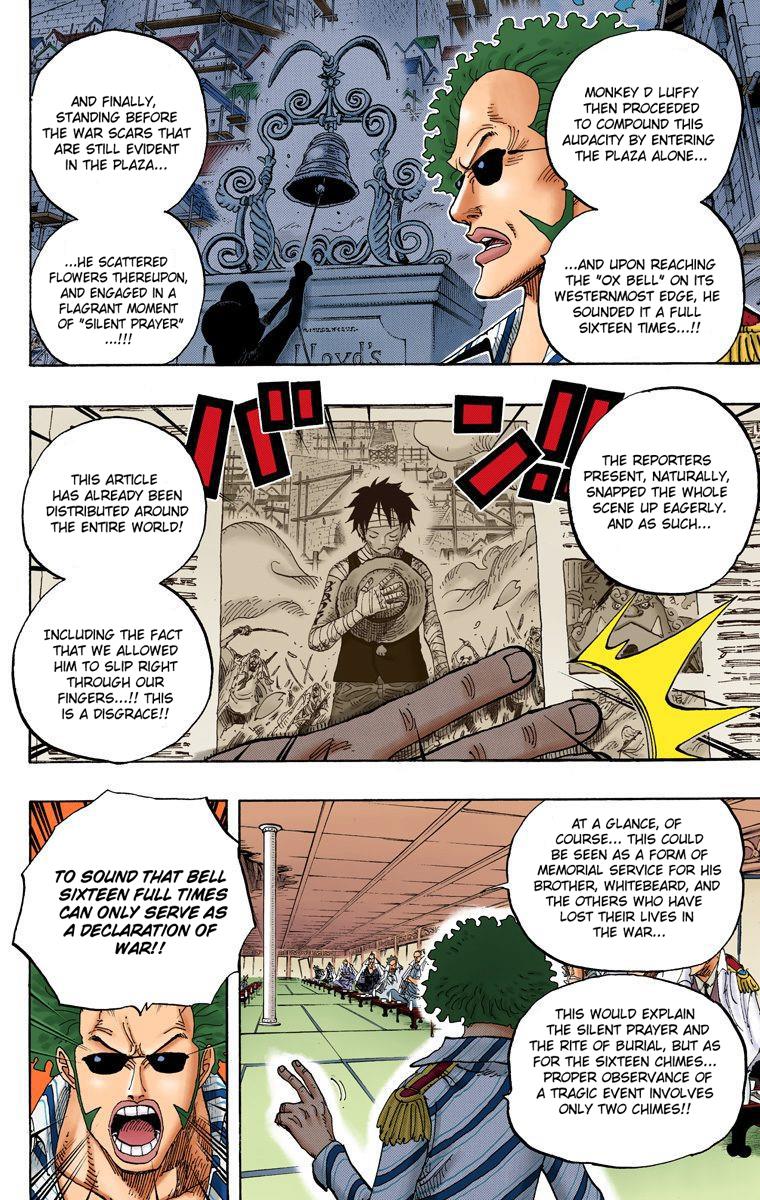 MONKEY D LUFFY
THEN PROCEEDED
TO COMPOUND THIS
AUDACITY BY ENTERING
THE PLAZA ALONE...
...AND UPON REACHING
THE "OX BELL" ON ITS
WESTERNMOST EDGE, HE
SOUNDED IT A FULL
SIXTEEN TIMES...!!
AND FINALLY,
STANDING BEFORE
THE WAR SCARS THAT
ARE STILL EVIDENT
IN THE PLAZA...
...HE SCATTERED
FLOWERS THEREUPON,
AND ENGAGED IN A
FLAGRANT MOMENT
OF "SILENT PRAYER"
...!!!
Noyd's
バン!!
THE REPORTERS
PRESENT, NATURALLY,
SNAPPED THE WHOLE
SCENE UP EAGERLY.
AND AS SUCH...
THIS ARTICLE
HAS ALREADY BEEN
DISTRIBUTED AROUND
THE ENTIRE WORLD!
INCLUDING THE FACT
THAT WE ALLOWED
HIM TO SLIP RIGHT
THROUGH OUR
FINGERS...!! THIS
IS A DISGRACE!!
AT A GLANCE, OF
COURSE... THIS COULD
BE SEEN AS A FORM OF
MEMORIAL SERVICE FOR HIS
BROTHER, WHITEBEARD, AND
THE OTHERS WHO HAVE
LOST THEIR LIVES IN
THE WAR...
THIS WOULD EXPLAIN
THE SILENT PRAYER AND
THE RITE OF BURIAL, BUT AS
FOR THE SIXTEEN CHIMES...
PROPER OBSERVANCE OF
A TRAGIC EVENT INVOLVES
ONLY TWO CHIMES!!
TO SOUND THAT BELL
SIXTEEN FULL TIMES
CAN ONLY SERVE AS
A DECLARATION OF
WAR!!